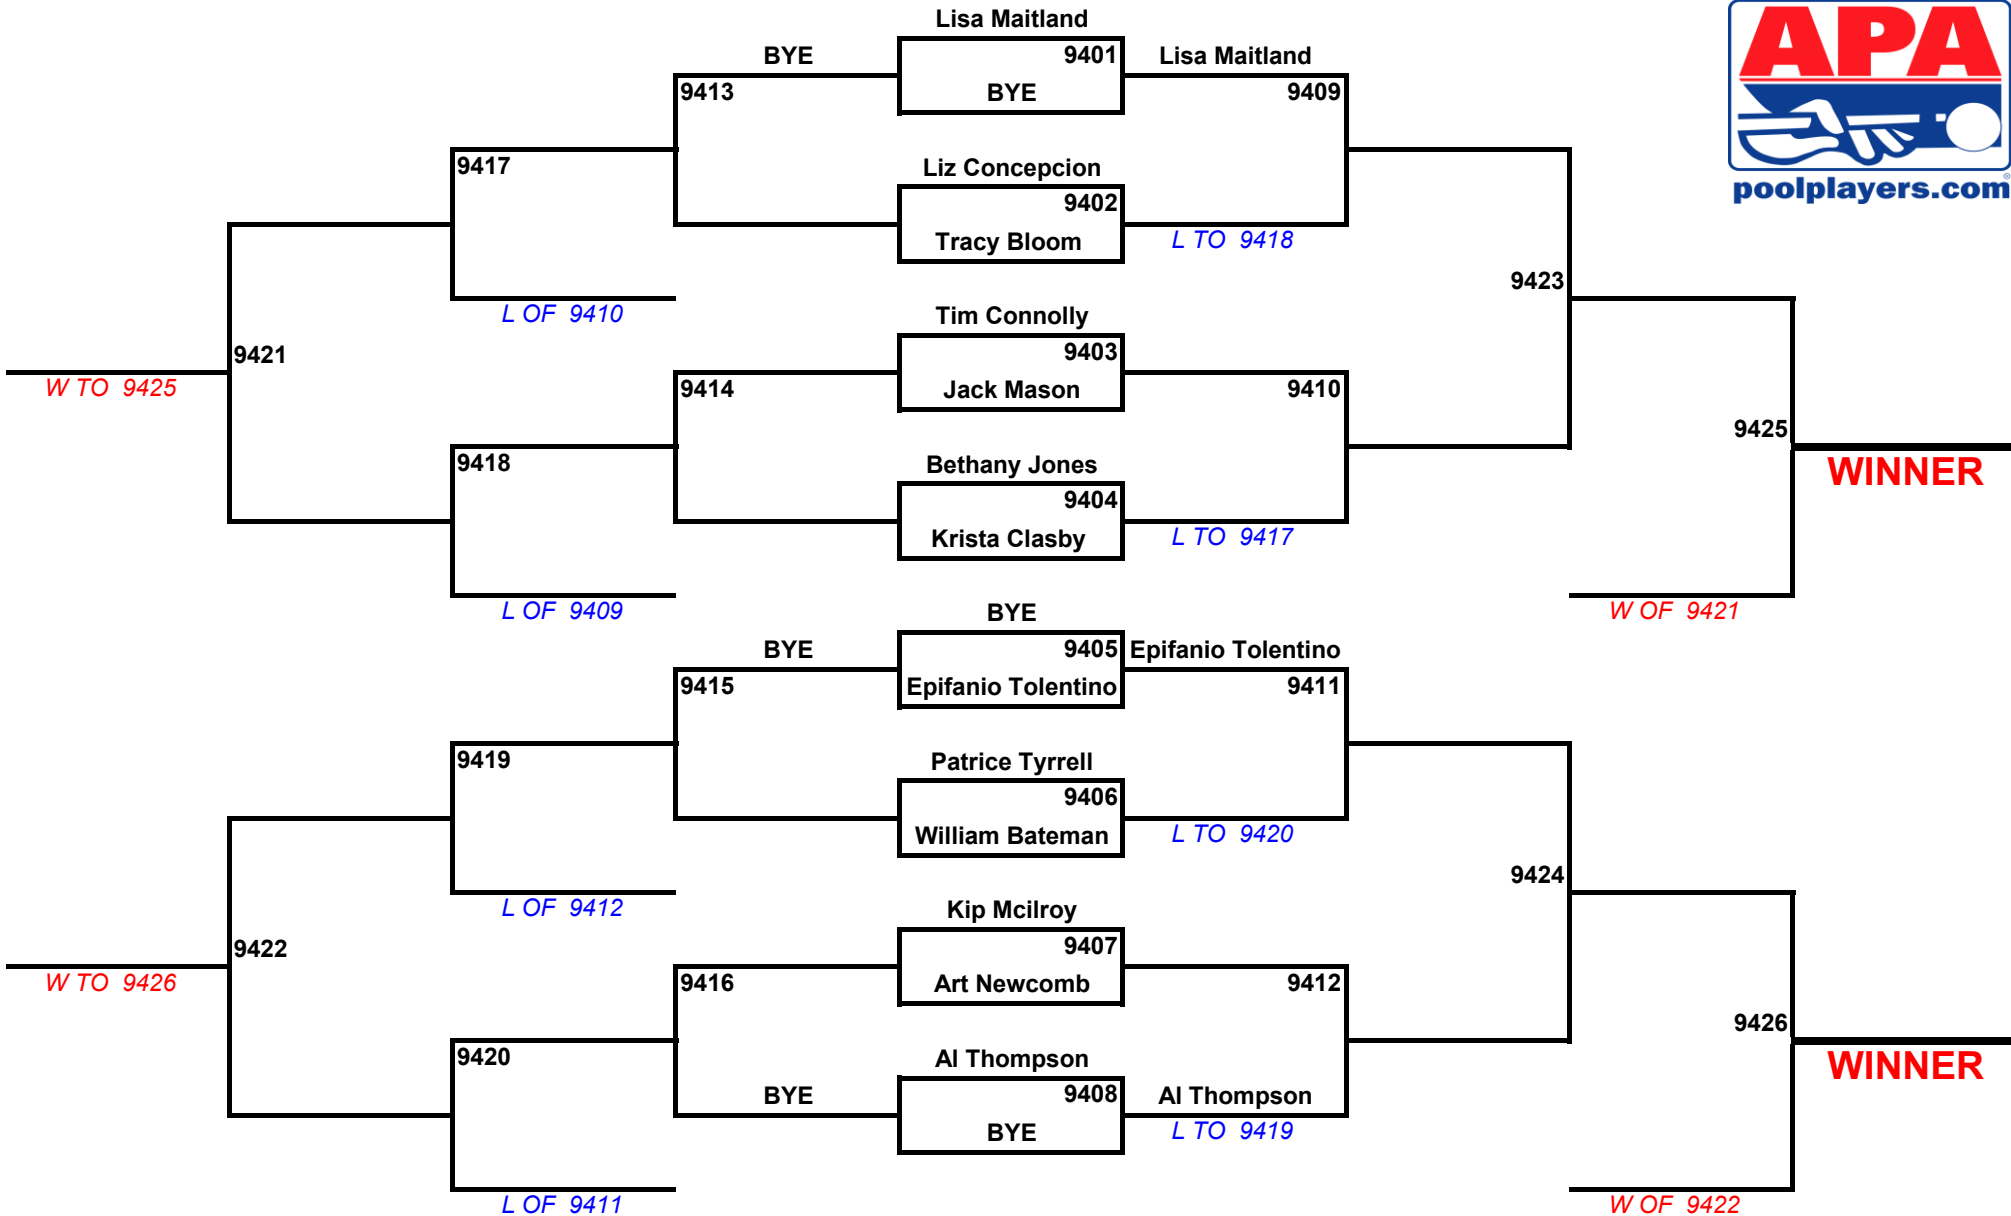 Lisa Maitland
BYE 9401 Lisa Maitland
9413 BYE 9409
APA
poolplayers.com
9417 Liz Concepcion
9402
Tracy Bloom L TO 9418
9423
L OF 9410 Tim Connolly
9421 9403
W TO 9425 9414 Jack Mason 9410
9425
9418 Bethany Jones WINNER
9404
Krista Clasby L TO 9417
L OF 9409 BYE W OF 9421
BYE 9405 Epifanio Tolentino
9415 Epifanio Tolentino 9411
9419 Patrice Tyrrell
9406
William Bateman L TO 9420
9424
L OF 9412 Kip Mcilroy
9422 9407
W TO 9426 9416 Art Newcomb 9412
9426
9420 Al Thompson WINNER
BYE 9408 Al Thompson
BYE L TO 9419
L OF 9411 W OF 9422